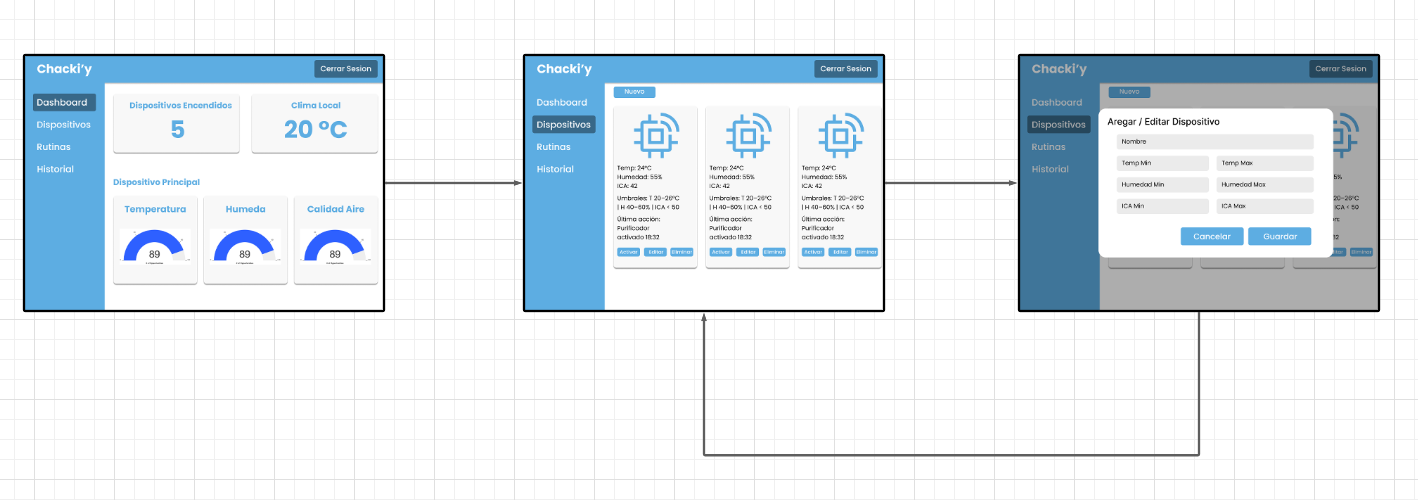 Chacki'y
Cerrar Sesion
Dashboard
Dispositivos
Rutinas
Historial
Dispositivos Encendidos
5
Clima Local
20 °C
Dispositivo Principal
Temperatura
89
Humeda
89
Calidad Aire
89
Chacki'y
Cerrar Sesion
Dashboard
Dispositivos
Rutinas
Historial
Nuevo
Temp: 24°C
Humedad: 55%
ICA: 42
Umbrales: T 20-26°C
| H 40-60% | ICA < 50
Última acción:
Purificador
activado 18:32
Activar Editar Eliminar
Temp: 24°C
Humedad: 55%
ICA: 42
Umbrales: T 20-26°C
| H 40-60% | ICA < 50
Última acción:
Purificador
activado 18:32
Activar Editar Eliminar
Temp: 24°C
Humedad: 55%
ICA: 42
Umbrales: T 20-26°C
| H 40-60% | ICA < 50
Última acción:
Purificador
activado 18:32
Activar Editar Eliminar
Chacki'y
Cerrar Sesion
Dashboard
Dispositivos
Rutinas
Historial
Nuevo
Aregar / Editar Dispositivo
Nombre
Temp Min Temp Max
Humedad Min Humedad Max
ICA Min ICA Max
Cancelar Guardar
-26°C
< 50
Eliminar